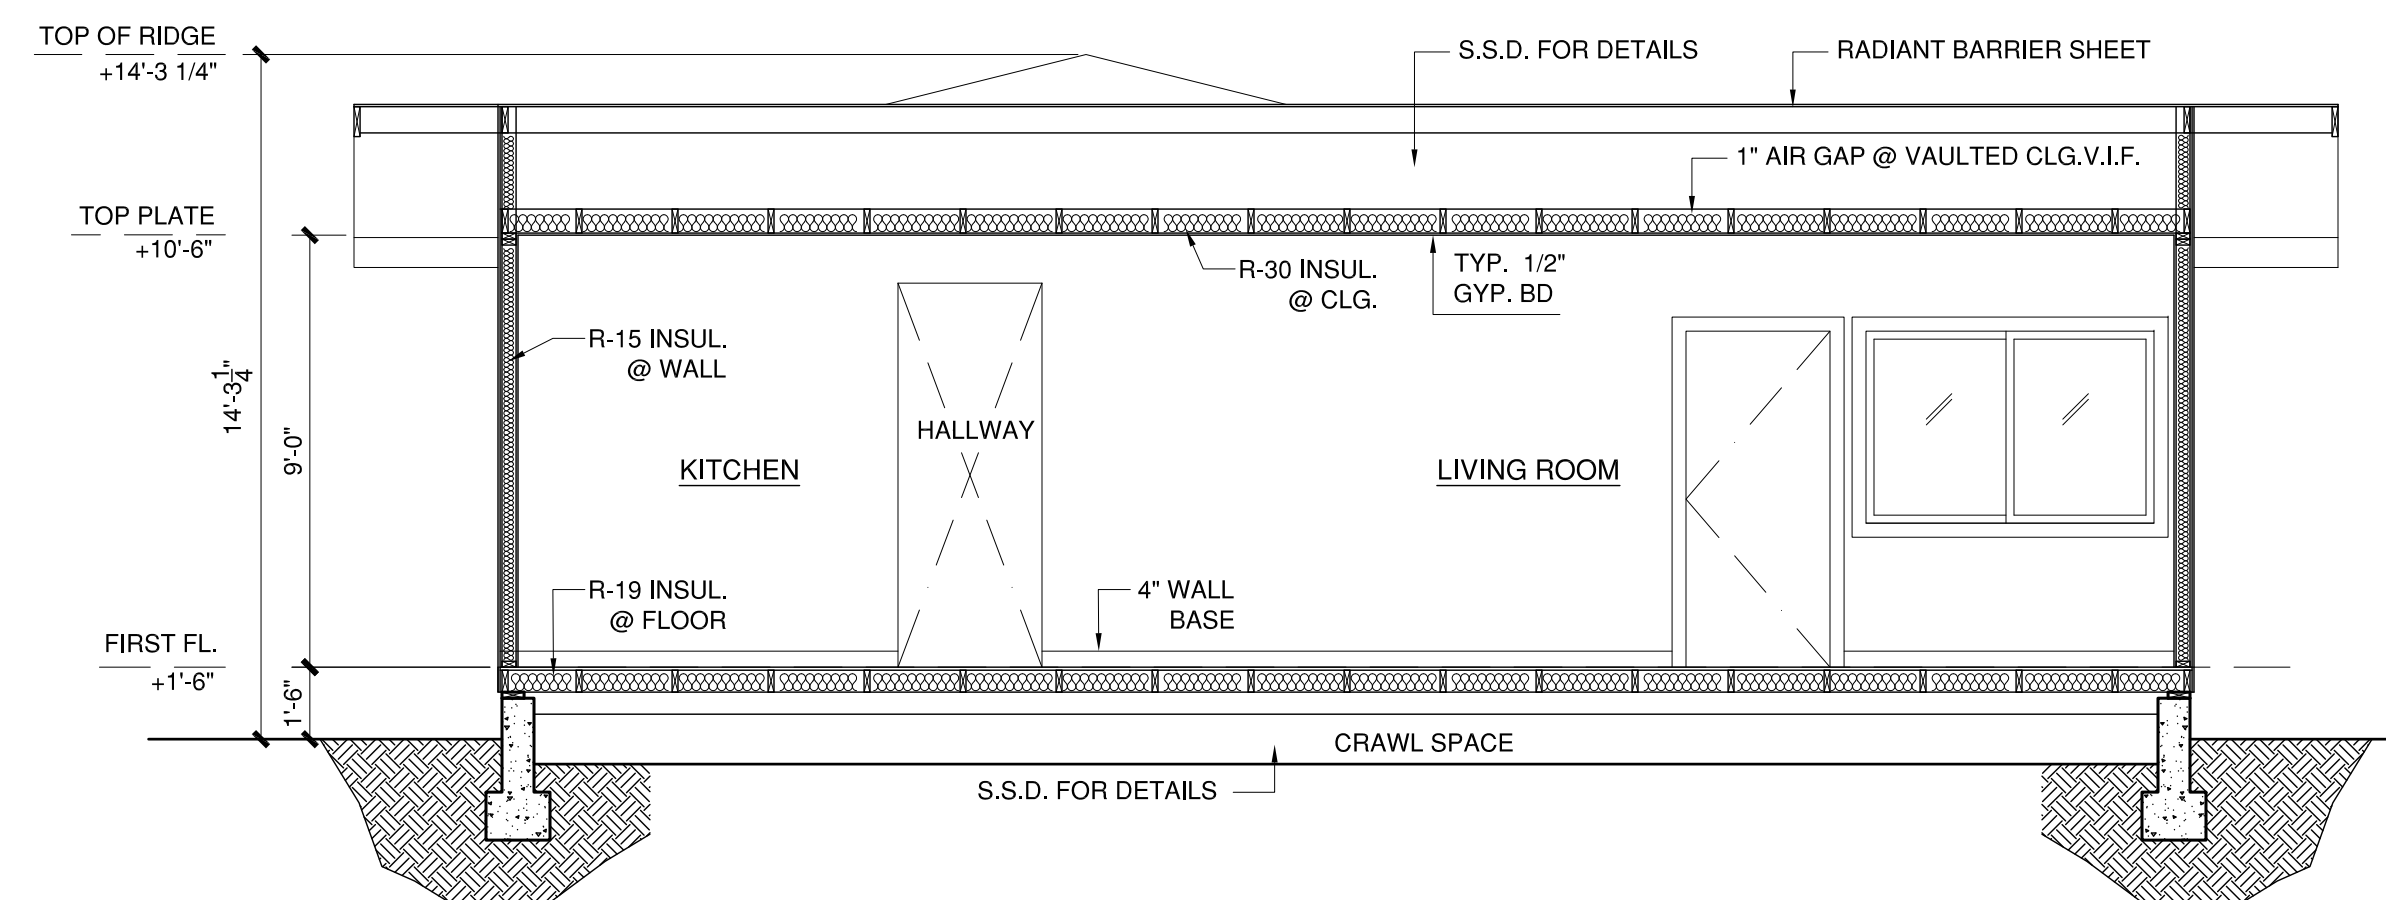 TOP OF RIDGE
+14'-3 1/4"
S.S.D. FOR DETAILS
RADIANT BARRIER SHEET
1" AIR GAP @ VAULTED CLG.V.I.F.
TOP PLATE
+10'-6"
R-30 INSUL.
@ CLG.
TYP. 1/2"
GYP. BD
R-15 INSUL.
@ WALL
14'-3 1/4"
9'-0"
HALLWAY
KITCHEN
LIVING ROOM
R-19 INSUL.
@ FLOOR
4" WALL
BASE
FIRST FL.
+1'-6"
1'-6"
CRAWL SPACE
S.S.D. FOR DETAILS